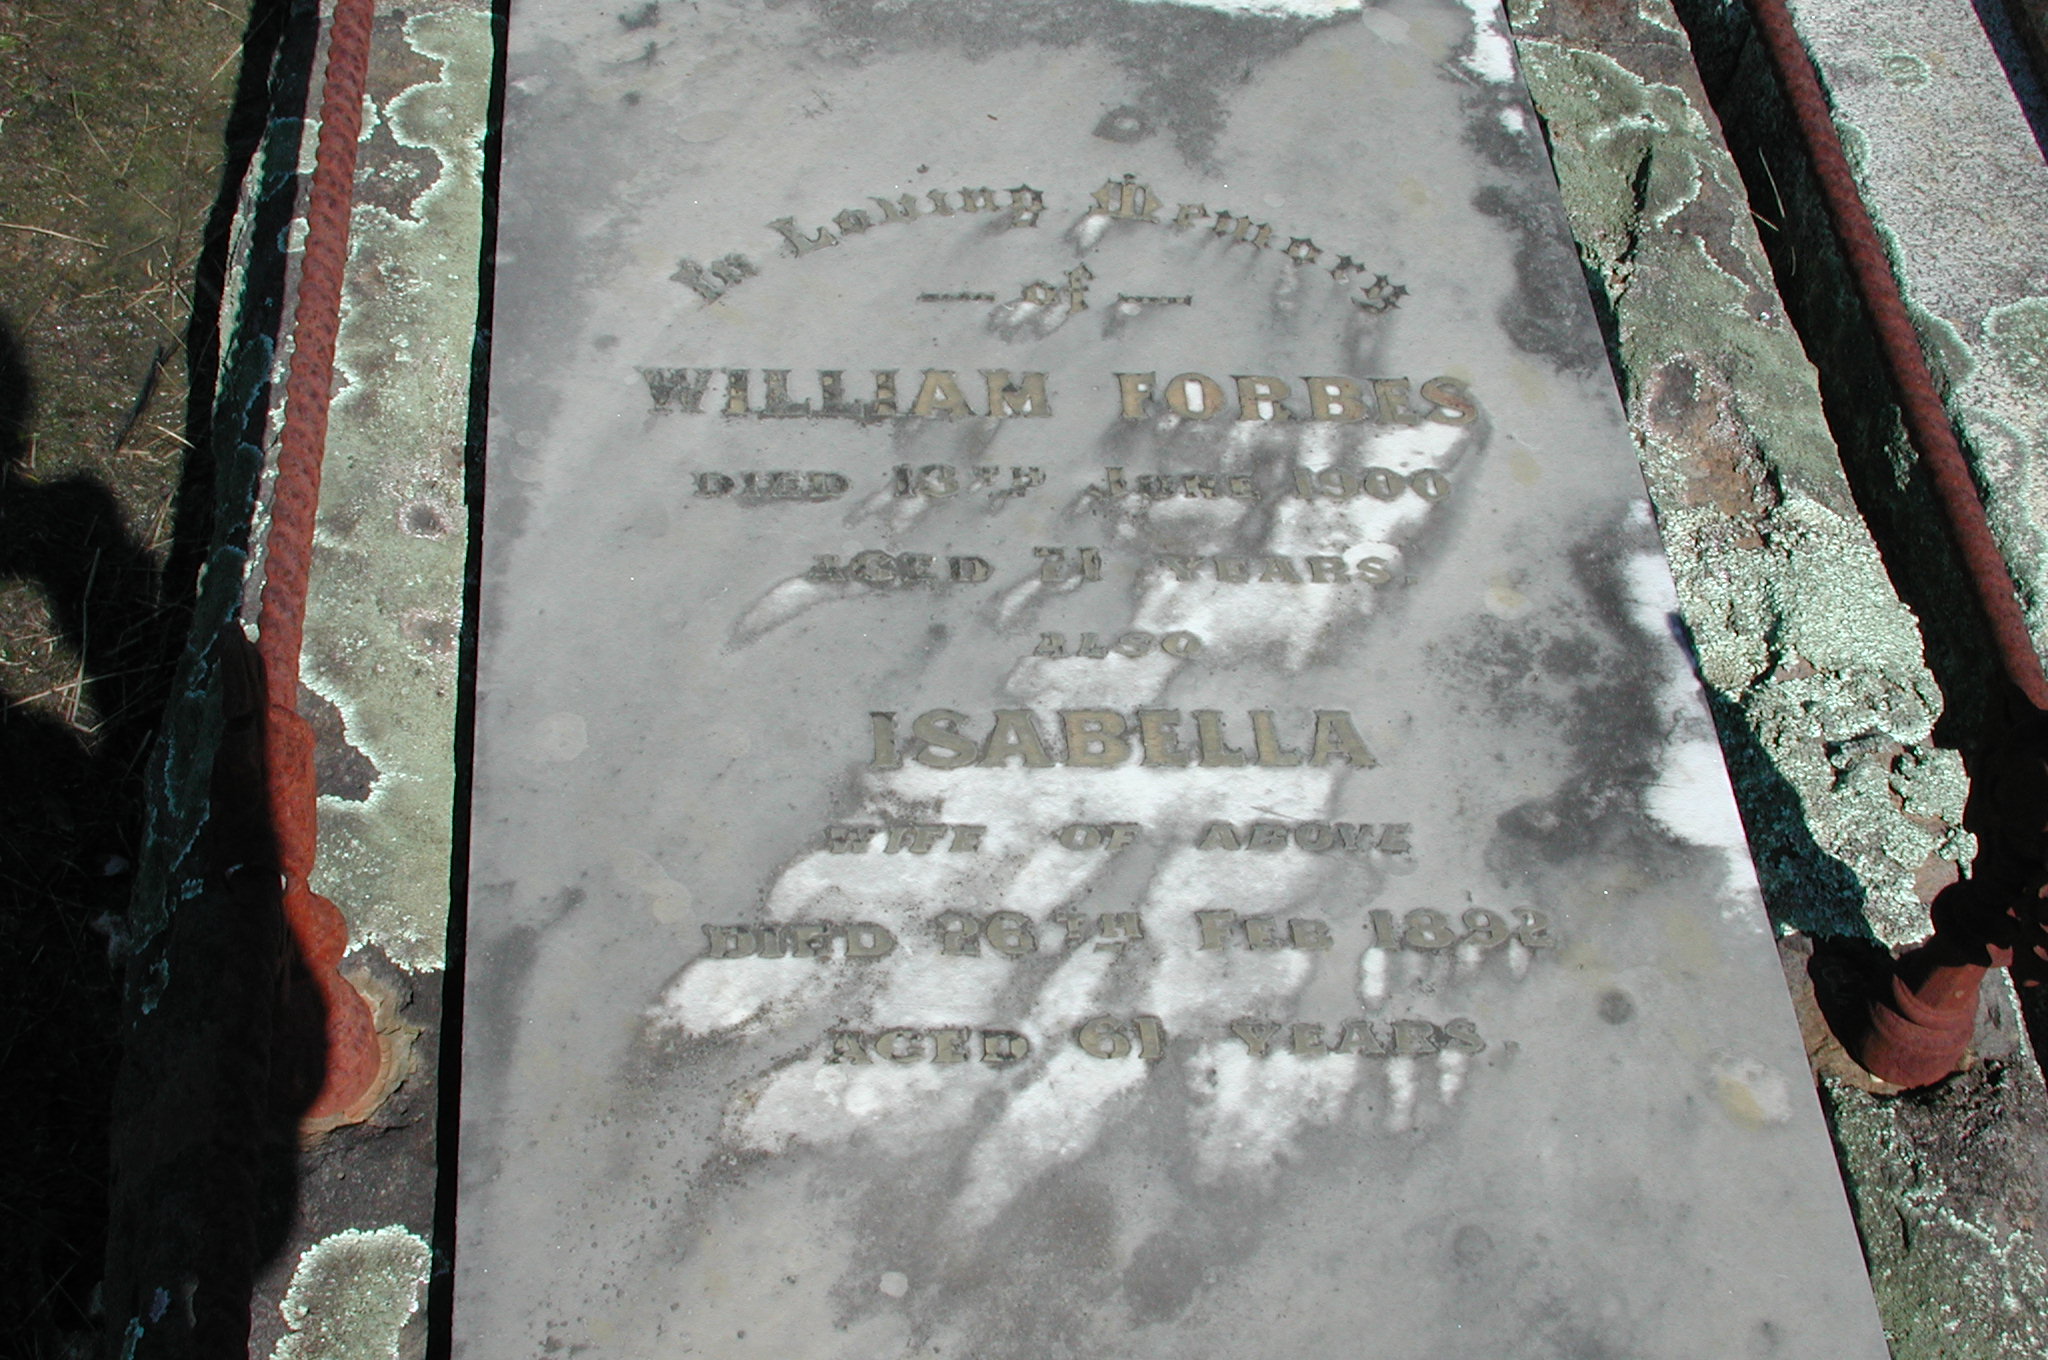 In Loving Memory
— of —
WILLIAM FORBES
DIED 13TH JUNE 1900
AGED 71 YEARS.
ALSO
ISABELLA
WIFE OF ABOVE
DIED 26TH FEB 1892
AGED 61 YEARS.